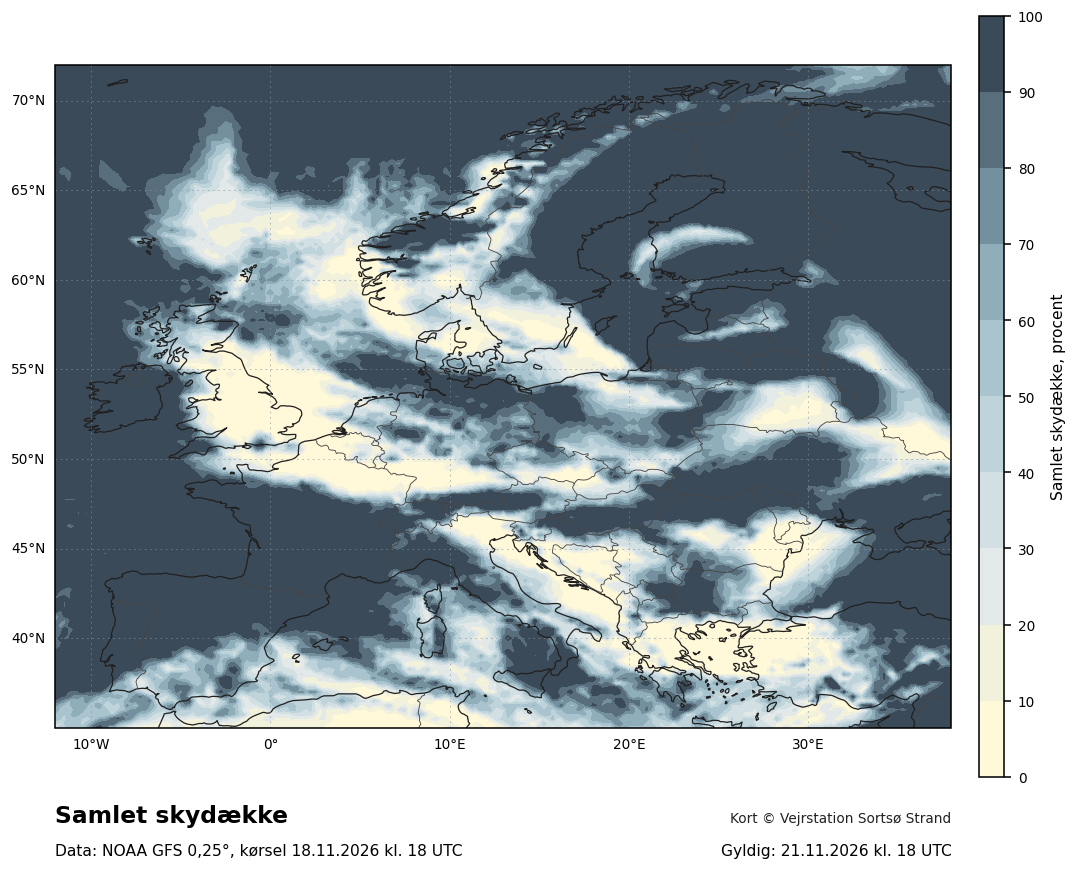 100
90
80
70
60
50
40
30
20
10
0
Samlet skydække, procent
70°N
65°N
60°N
55°N
50°N
45°N
40°N
10°W
0°
10°E
20°E
30°E
Samlet skydække
Kort © Vejrstation Sortsø Strand
Data: NOAA GFS 0,25°, kørsel 18.11.2026 kl. 18 UTC
Gyldig: 21.11.2026 kl. 18 UTC